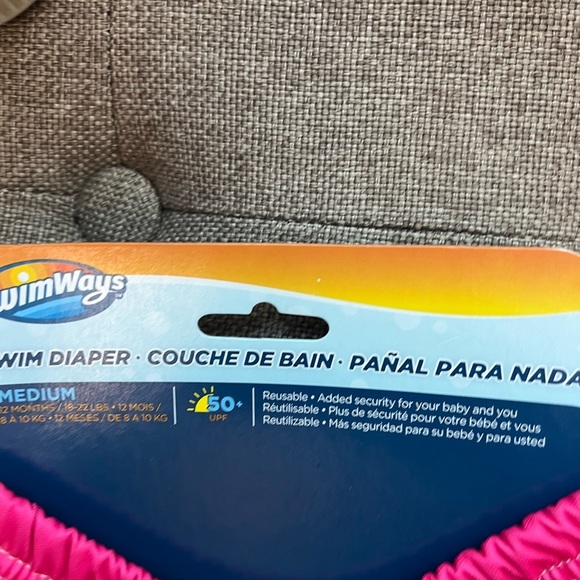 wimWays
WIM DIAPER · COUCHE DE BAIN · PAÑAL PARA NADA
MEDIUM
12 MONTHS / 18-22 LBS • 12 MOIS /
8 A 10 KG • 12 MESES / DE 8 A 10 KG
50+
UPF
Reusable • Added security for your baby and you
Réutilisable • Plus de sécurité pour votre bébé et vous
Reutilizable • Más seguridad para su bebé y para usted